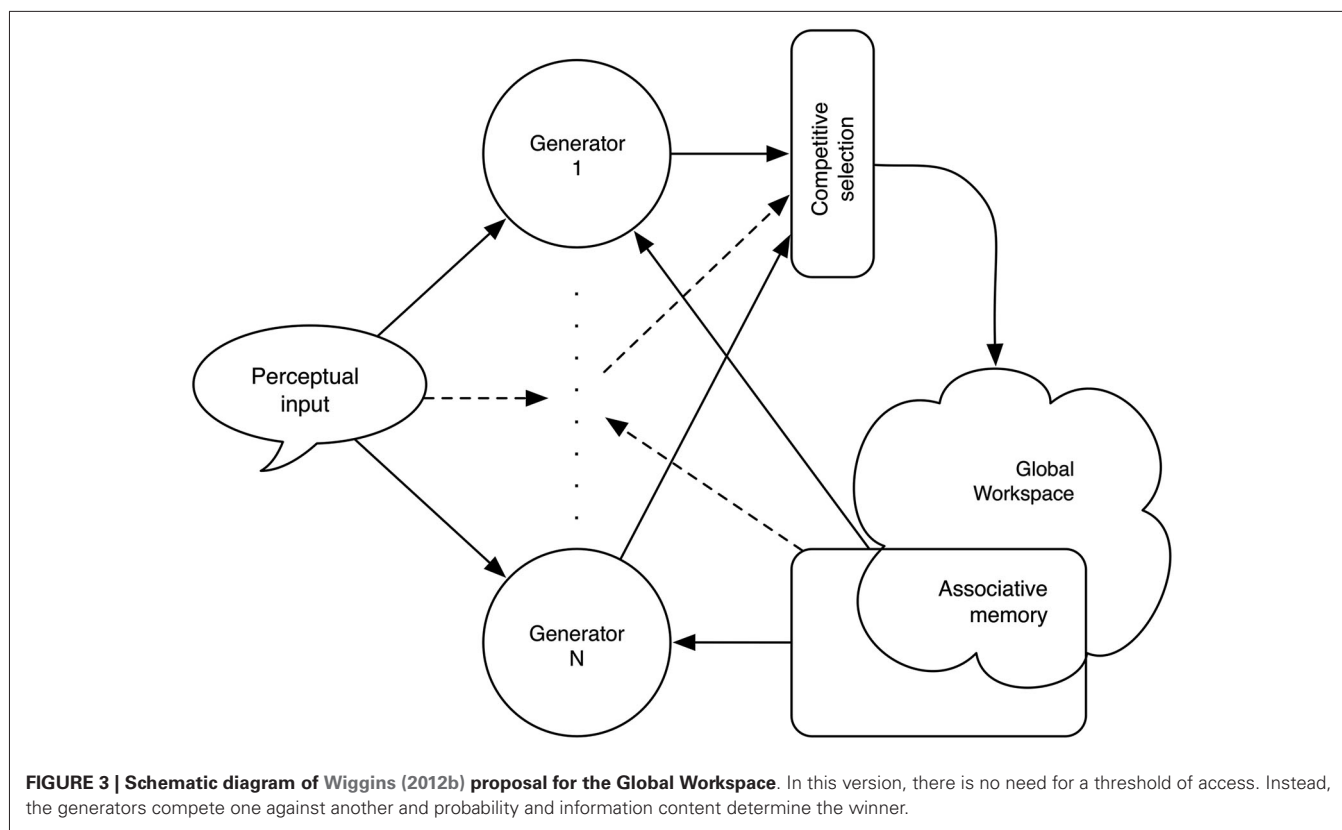 Generator
1
Competitive
selection
Perceptual
input
Global
Workspace
Associative
memory
Generator
N
FIGURE 3 | Schematic diagram of Wiggins (2012b) proposal for the Global Workspace. In this version, there is no need for a threshold of access. Instead,
the generators compete one against another and probability and information content determine the winner.